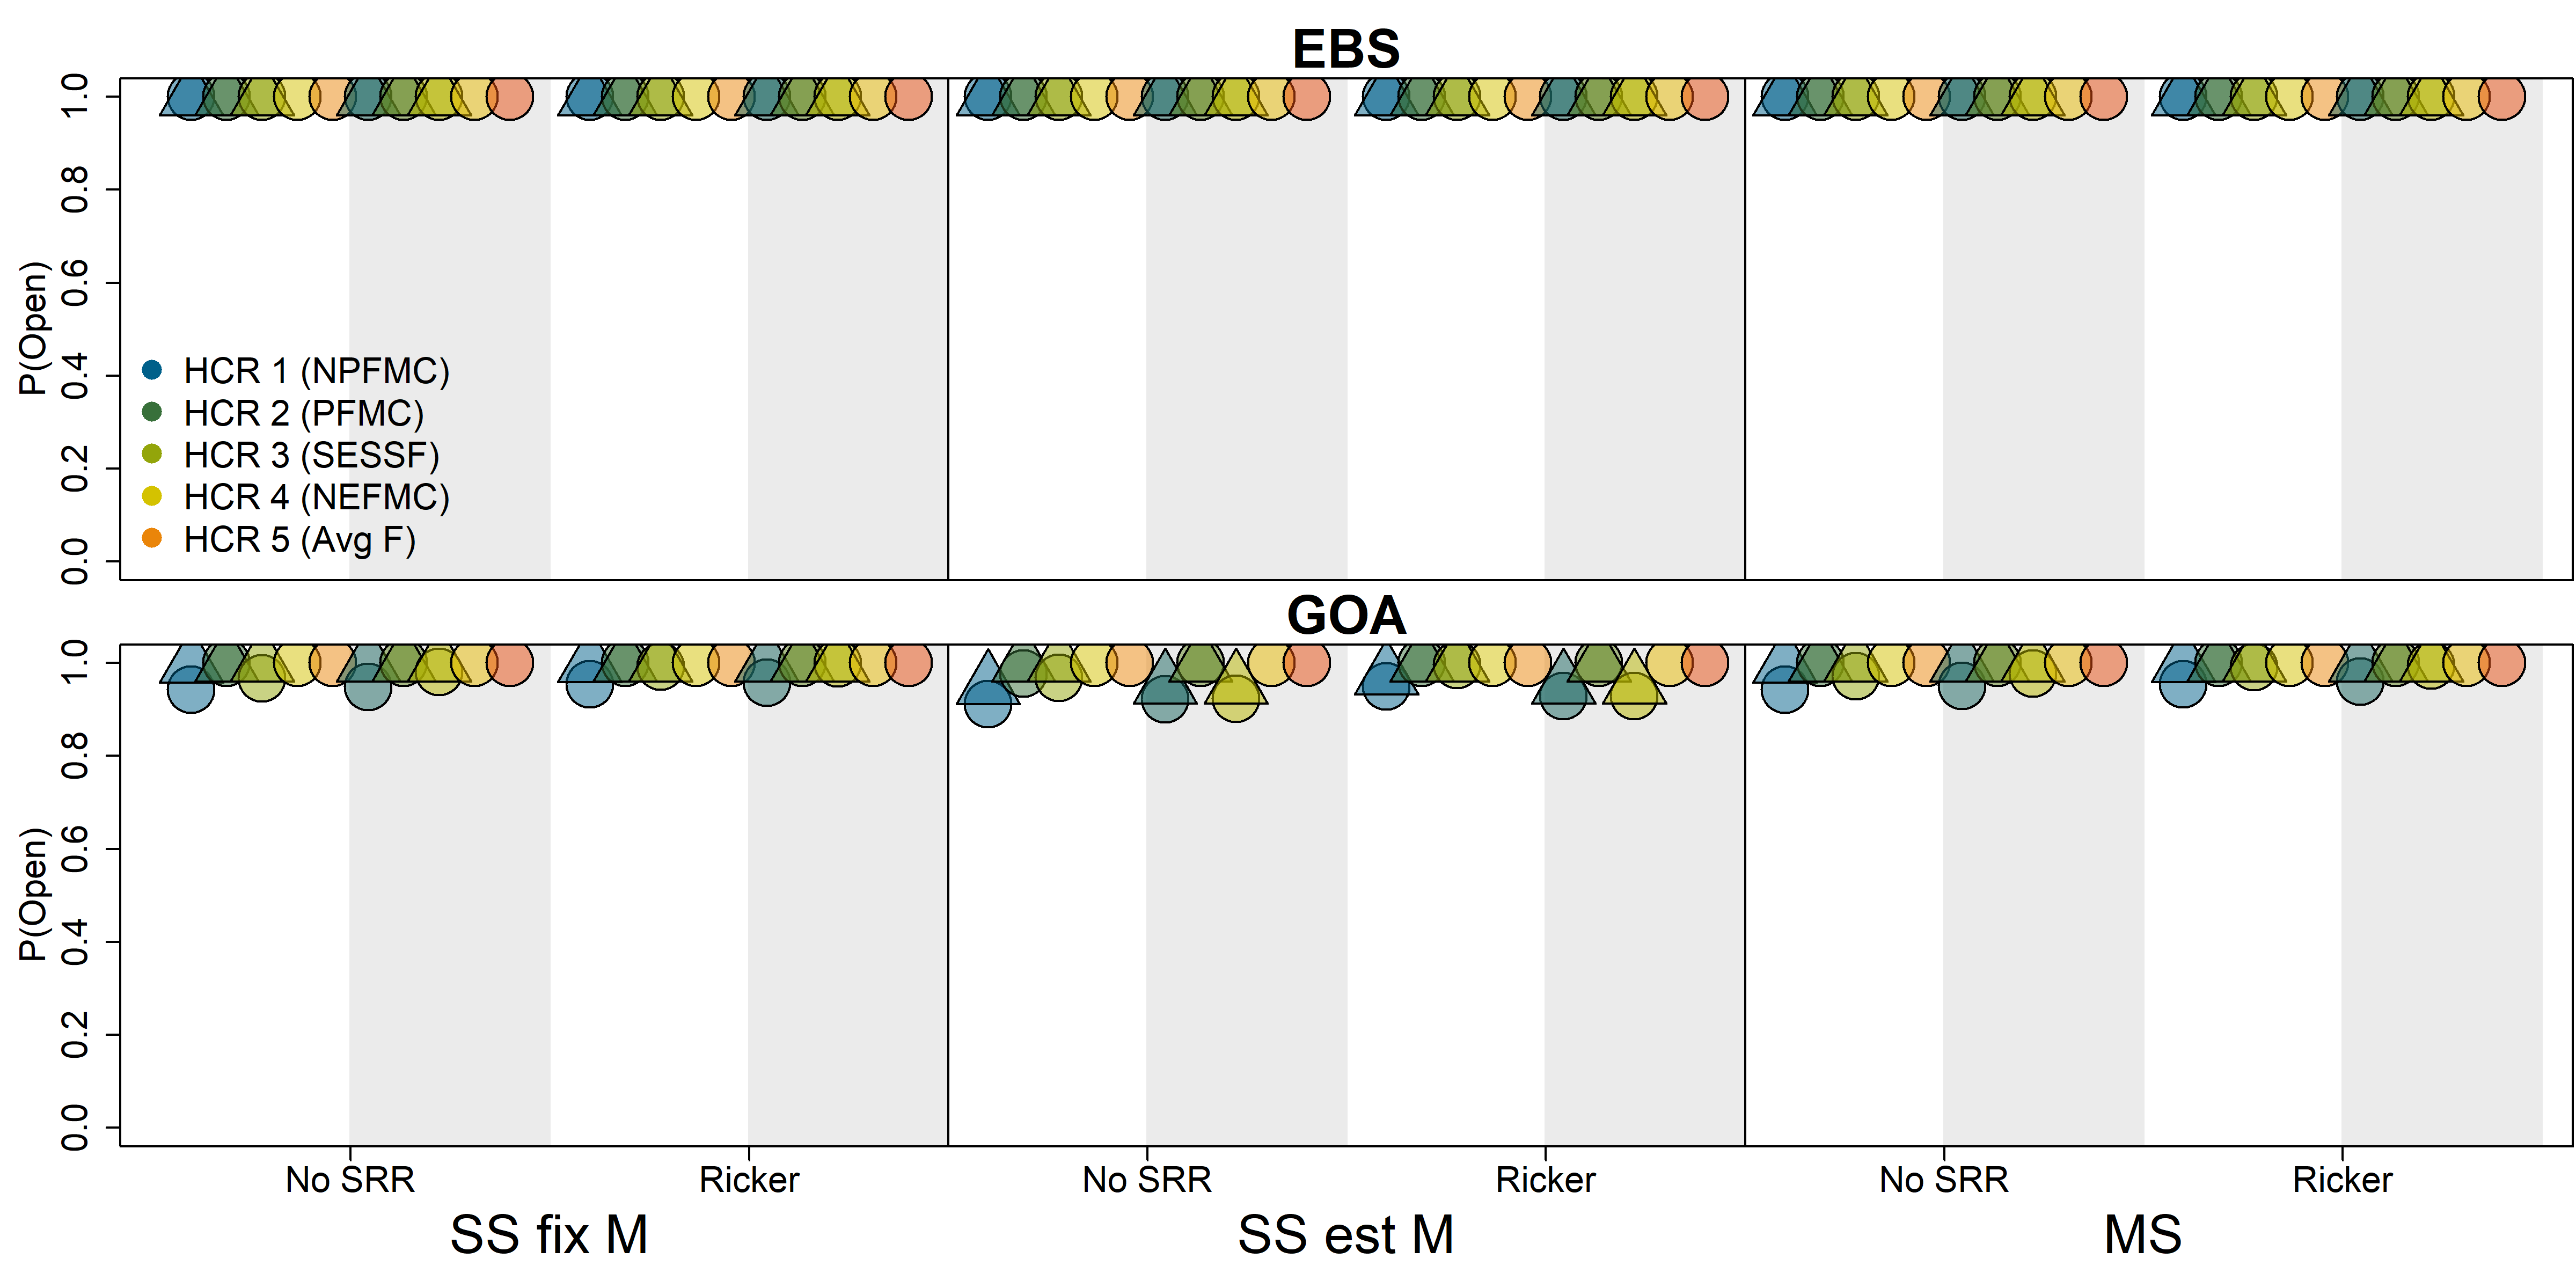 EBS
P(Open)
1.0
0.8
0.6
0.4
0.2
0.0
HCR 1 (NPFMC)
HCR 2 (PFMC)
HCR 3 (SESSF)
HCR 4 (NEFMC)
HCR 5 (Avg F)
GOA
P(Open)
1.0
0.8
0.6
0.4
0.2
0.0
No SRR Ricker No SRR Ricker No SRR Ricker
SS fix M SS est M MS